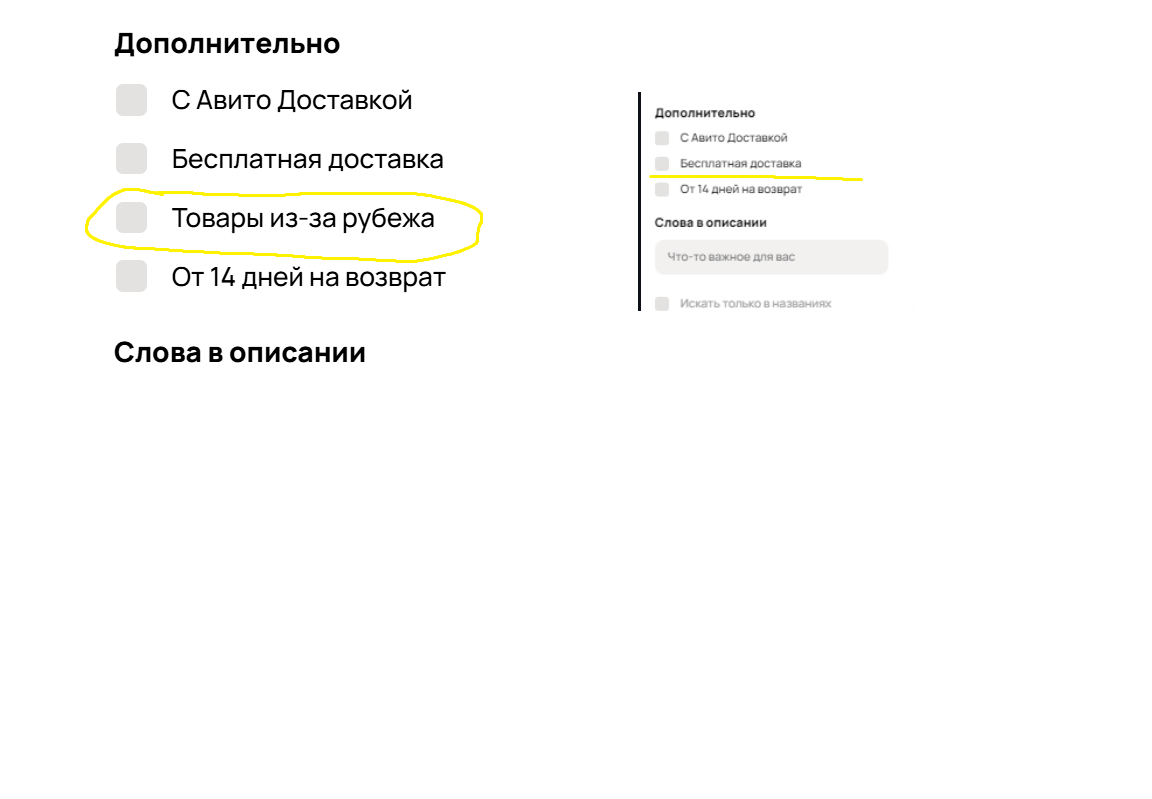 Дополнительно
С Авито Доставкой
Бесплатная доставка
Товары из-за рубежа
От 14 дней на возврат
Слова в описании
Дополнительно
С Авито Доставкой
Бесплатная доставка
От 14 дней на возврат
Слова в описании
Что-то важное для вас
Искать только в названиях